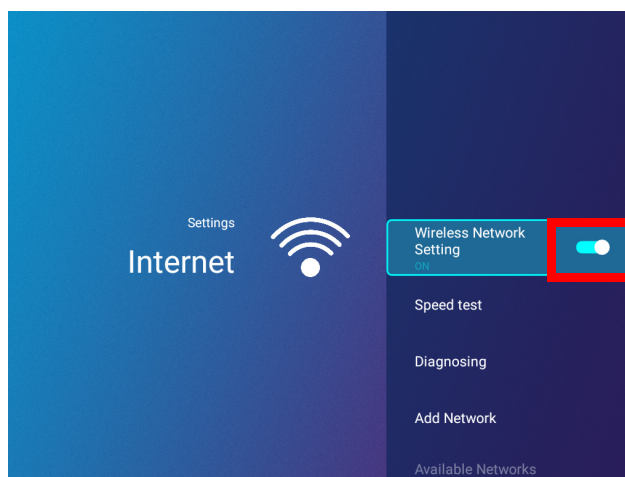 Settings
Internet
Wireless Network
Setting
ON
Speed test
Diagnosing
Add Network
Available Networks